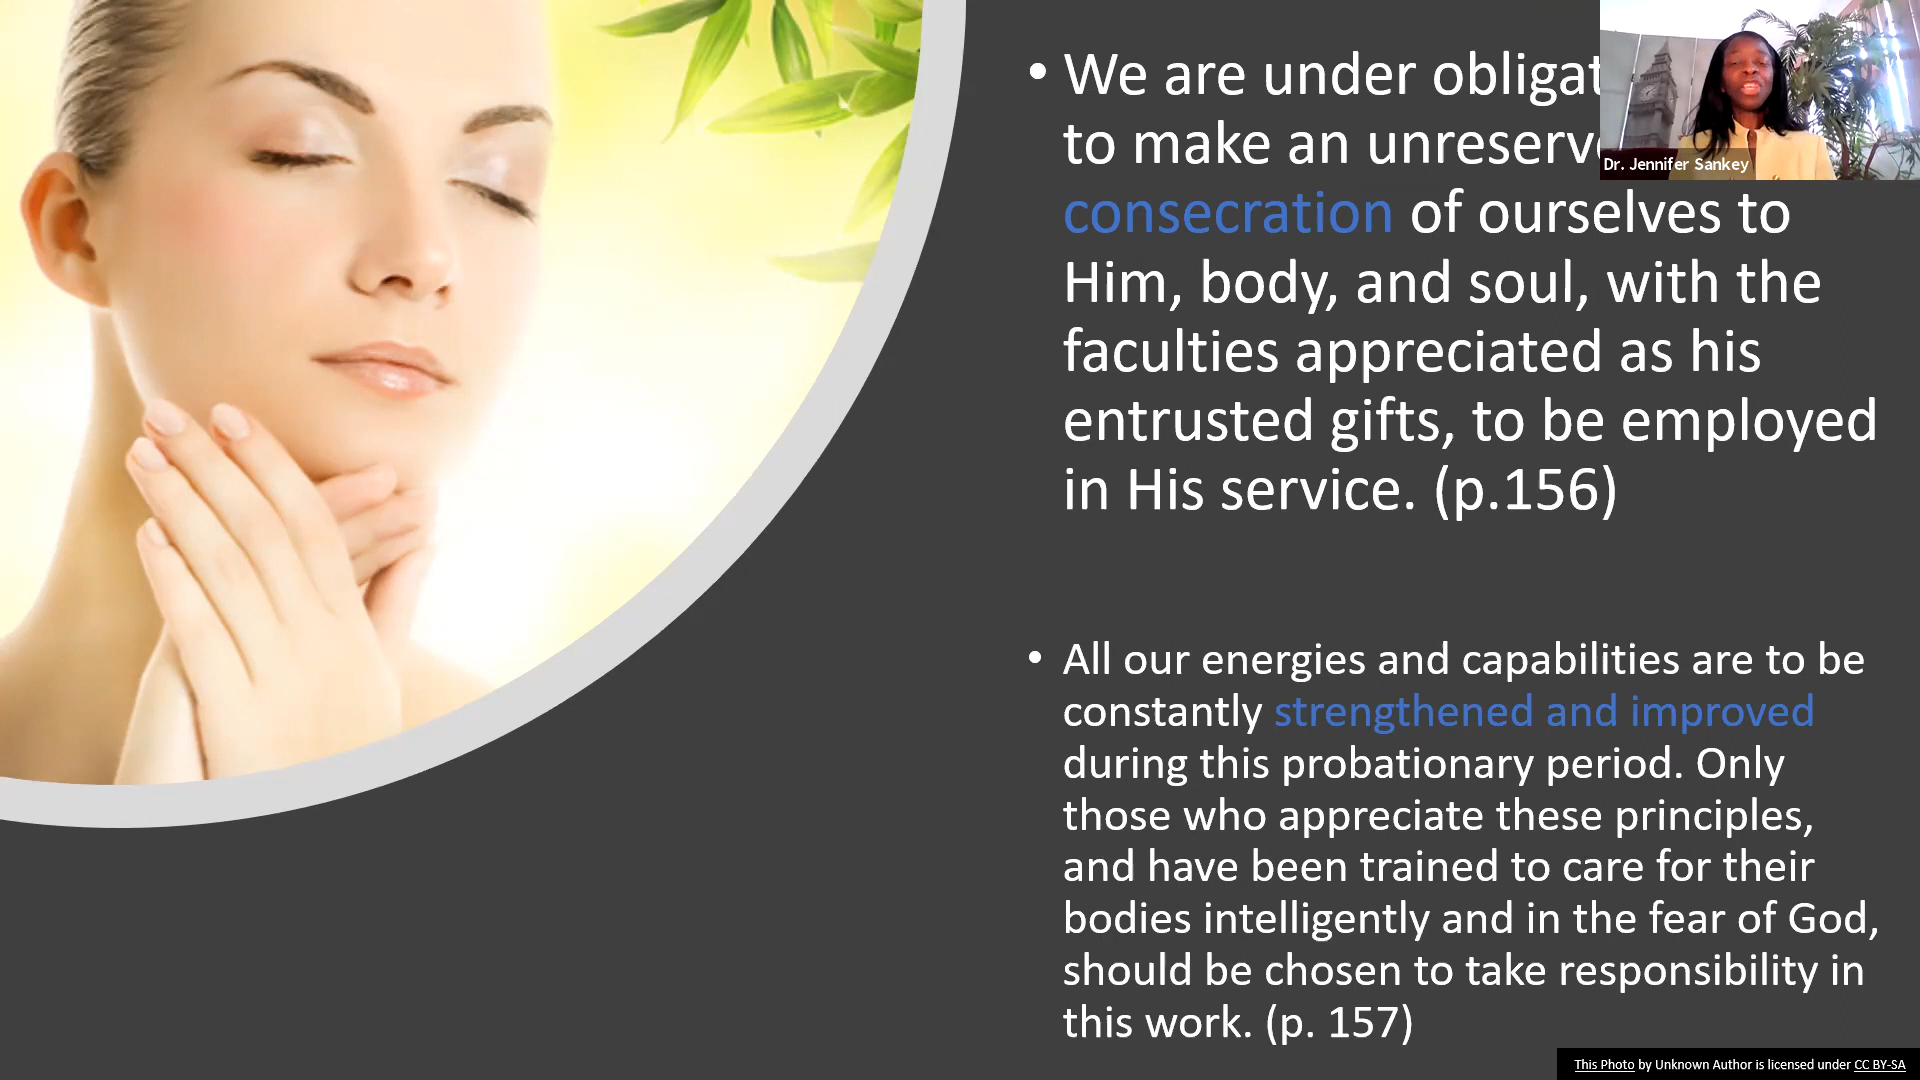 • We are under obligat
to make an unreserv
consecration of ourselves to
Him, body, and soul, with the
faculties appreciated as his
entrusted gifts, to be employed
in His service. (p.156)
• All our energies and capabilities are to be
constantly strengthened and improved
during this probationary period. Only
those who appreciate these principles,
and have been trained to care for their
bodies intelligently and in the fear of God,
should be chosen to take responsibility in
this work. (p. 157)
Dr. Jennifer Sankey
This Photo by Unknown Author is licensed under CC BY-SA